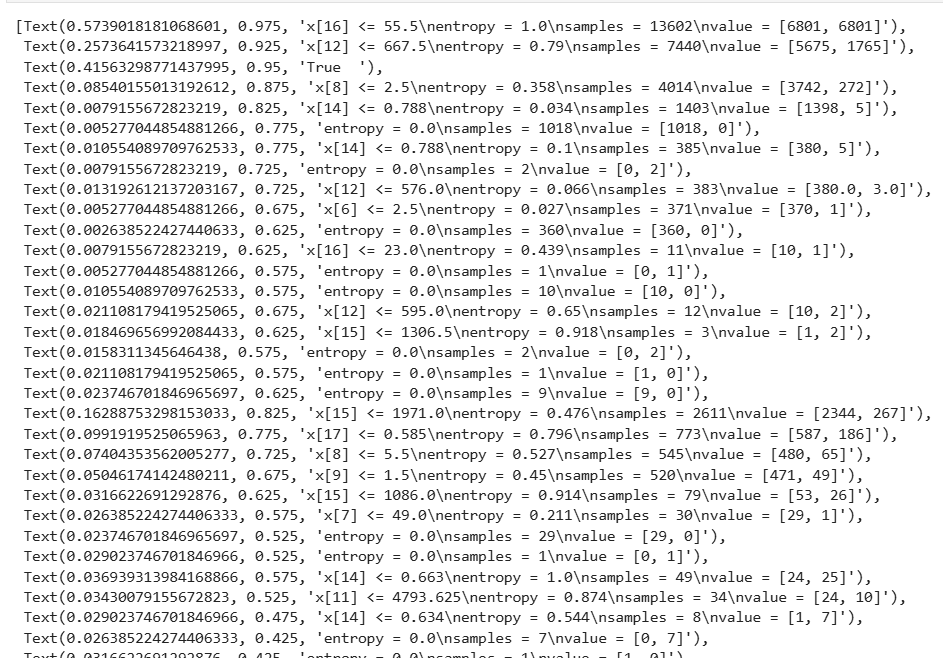 [Text(0.5739018181068601, 0.975, 'x[16] <= 55.5\nentropy = 1.0\nsamples = 13602\nvalue = [6801, 6801]'),
Text(0.2573641573218997, 0.925, 'x[12] <= 667.5\nentropy = 0.79\nsamples = 7440\nvalue = [5675, 1765]'),
Text(0.41563298771437995, 0.95, 'True  '),
Text(0.08540155013192612, 0.875, 'x[8] <= 2.5\nentropy = 0.358\nsamples = 4014\nvalue = [3742, 272]'),
Text(0.0079155672823219, 0.825, 'x[14] <= 0.788\nentropy = 0.034\nsamples = 1403\nvalue = [1398, 5]'),
Text(0.005277044854881266, 0.775, 'entropy = 0.0\nsamples = 1018\nvalue = [1018, 0]'),
Text(0.010554089709762533, 0.775, 'x[14] <= 0.788\nentropy = 0.1\nsamples = 385\nvalue = [380, 5]'),
Text(0.0079155672823219, 0.725, 'entropy = 0.0\nsamples = 2\nvalue = [0, 2]'),
Text(0.013192612137203167, 0.725, 'x[12] <= 576.0\nentropy = 0.066\nsamples = 383\nvalue = [380.0, 3.0]'),
Text(0.005277044854881266, 0.675, 'x[6] <= 2.5\nentropy = 0.027\nsamples = 371\nvalue = [370, 1]'),
Text(0.002638522427440633, 0.625, 'entropy = 0.0\nsamples = 360\nvalue = [360, 0]'),
Text(0.0079155672823219, 0.625, 'x[16] <= 23.0\nentropy = 0.439\nsamples = 11\nvalue = [10, 1]'),
Text(0.005277044854881266, 0.575, 'entropy = 0.0\nsamples = 1\nvalue = [0, 1]'),
Text(0.010554089709762533, 0.575, 'entropy = 0.0\nsamples = 10\nvalue = [10, 0]'),
Text(0.021108179419525065, 0.675, 'x[12] <= 595.0\nentropy = 0.65\nsamples = 12\nvalue = [10, 2]'),
Text(0.018469656992084433, 0.625, 'x[15] <= 1306.5\nentropy = 0.918\nsamples = 3\nvalue = [1, 2]'),
Text(0.0158311345646438, 0.575, 'entropy = 0.0\nsamples = 2\nvalue = [0, 2]'),
Text(0.021108179419525065, 0.575, 'entropy = 0.0\nsamples = 1\nvalue = [1, 0]'),
Text(0.023746701846965697, 0.625, 'entropy = 0.0\nsamples = 9\nvalue = [9, 0]'),
Text(0.16288753298153033, 0.825, 'x[15] <= 1971.0\nentropy = 0.476\nsamples = 2611\nvalue = [2344, 267]'),
Text(0.0991919525065963, 0.775, 'x[17] <= 0.585\nentropy = 0.796\nsamples = 773\nvalue = [587, 186]'),
Text(0.07404353562005277, 0.725, 'x[8] <= 5.5\nentropy = 0.527\nsamples = 545\nvalue = [480, 65]'),
Text(0.05046174142480211, 0.675, 'x[9] <= 1.5\nentropy = 0.45\nsamples = 520\nvalue = [471, 49]'),
Text(0.0316622691292876, 0.625, 'x[15] <= 1086.0\nentropy = 0.914\nsamples = 79\nvalue = [53, 26]'),
Text(0.026385224274406333, 0.575, 'x[7] <= 49.0\nentropy = 0.211\nsamples = 30\nvalue = [29, 1]'),
Text(0.023746701846965697, 0.525, 'entropy = 0.0\nsamples = 29\nvalue = [29, 0]'),
Text(0.029023746701846966, 0.525, 'entropy = 0.0\nsamples = 1\nvalue = [0, 1]'),
Text(0.036939313984168866, 0.575, 'x[14] <= 0.663\nentropy = 1.0\nsamples = 49\nvalue = [24, 25]'),
Text(0.03430079155672823, 0.525, 'x[11] <= 4793.625\nentropy = 0.874\nsamples = 34\nvalue = [24, 10]'),
Text(0.029023746701846966, 0.475, 'x[14] <= 0.634\nentropy = 0.544\nsamples = 8\nvalue = [1, 7]'),
Text(0.026385224274406333, 0.425, 'entropy = 0.0\nsamples = 7\nvalue = [0, 7]'),
Text(0.0316622691292876, 0.425, 'entropy = 0.0\nsamples = 1\nvalue = [1, 0]'),